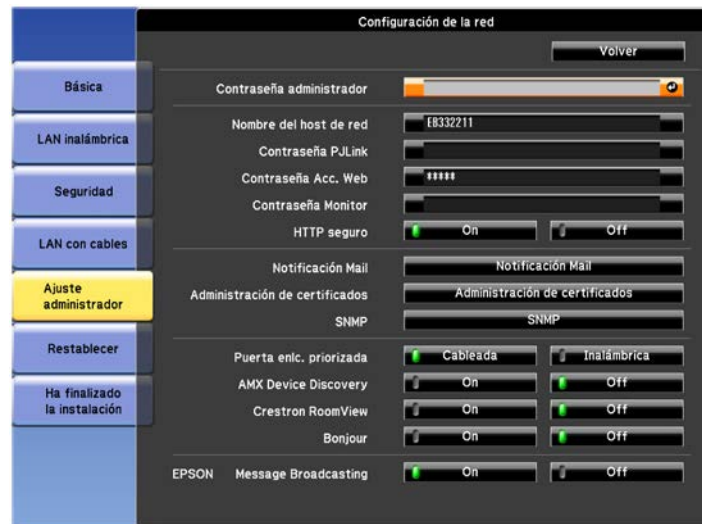 Configuración de la red
Volver
Básica
LAN inalámbrica
Seguridad
LAN con cables
Ajuste
administrador
Restablecer
Ha finalizado
la instalación
Contraseña administrador
Nombre del host de red EB332211
Contraseña PJLink
Contraseña Acc. Web *****
Contraseña Monitor
HTTP seguro On Off
Notificación Mail Notificación Mail
Administración de certificados Administración de certificados
SNMP SNMP
Puerta enlc. priorizada Cableada Inalámbrica
AMX Device Discovery On Off
Crestron RoomView On Off
Bonjour On Off
EPSON Message Broadcasting On Off